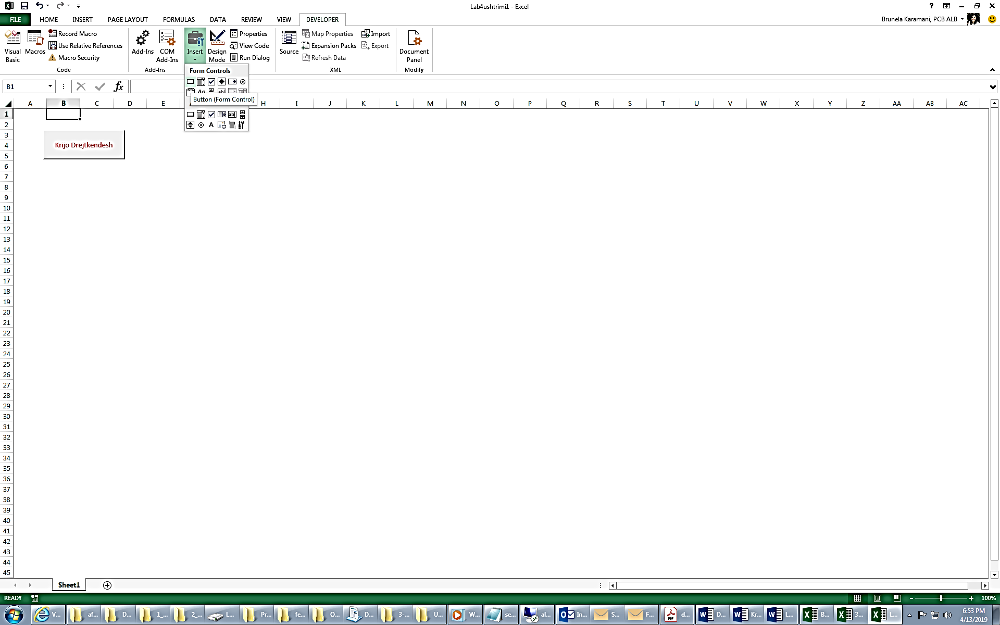 Lab4ushtrimi1 - Excel
FILE HOME INSERT PAGE LAYOUT FORMULAS DATA REVIEW VIEW DEVELOPER
Brunela Karamani, PCB ALB
Visual Basic
Macros
Record Macro
Use Relative References
Macro Security
Code
Add-Ins
COM Add-Ins
Add-Ins
Insert
Design Mode
Properties
View Code
Run Dialog
Source
Map Properties
Expansion Packs
Refresh Data
Import
Export
XML
Document Panel
Modify
Form Controls
Button (Form Control)
B1
fx
A B C D E H I J K L M N O P Q R S T U V W X Y Z AA AB AC
1
2
3
4
5
Krijo Drejtkendesh
6
7
8
9
10
11
12
13
14
15
16
17
18
19
20
21
22
23
24
25
26
27
28
29
30
31
32
33
34
35
36
37
38
39
40
41
42
43
44
45
Sheet1
READY
100%
V... af... D... 1_... 2_... L... Pr... fe... O... D... 3-... U... W... se... al... In... S... F... d... D... Kr... L... B... 3... L...
6:53 PM
4/13/2019